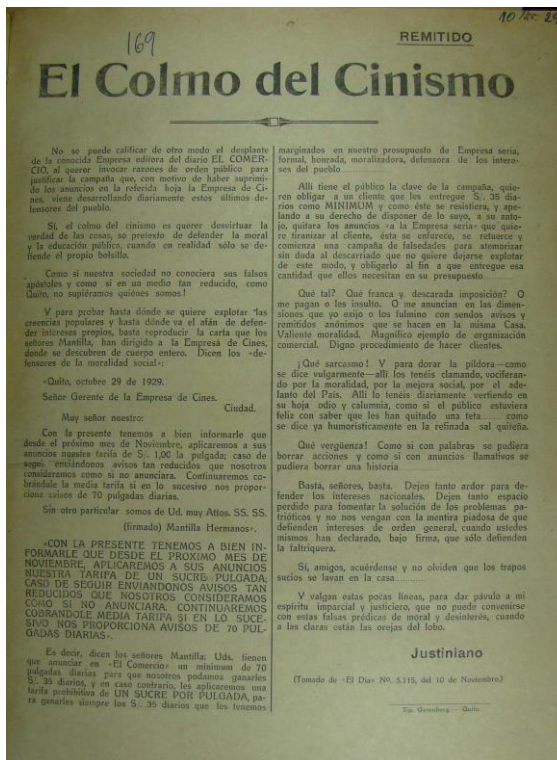 169
REMITIDO
El Colmo del Cinismo
No se puede calificar de otro modo el desplante
de la conocida Empresa editora del diario EL COMER-
CIO, al querer invocar razones de orden público para
justificar la campaña que, con motivo de haber suprimi-
do los anuncios en la referida hoja la Empresa de Ci-
nes, viene desarrollando diariamente estos últimos de-
fensores del pueblo.
Si, el colmo del cinismo es querer desvirtuar la
verdad de las cosas, so pretexto de defender la moral
y la educación pública, cuando en realidad sólo se de-
fiende el propio bolsillo.
Como si nuestra sociedad no conociera sus falsos
apóstoles y como si en un medio tan reducido, como
Quito, no supiéramos quiénes somos!
Y para probar hasta dónde se quiere explotar las
creencias populares y hasta dónde va el afán de defen-
der intereses propios, basta reproducir la carta que los
señores Mantilla, han dirigido a la Empresa de Cines,
donde se descubren de cuerpo entero. Dicen los «de-
fensores de la moralidad social»:
«Quito, octubre 29 de 1929.
Señor Gerente de la Empresa de Cines.
Ciudad.
Muy señor nuestro:
Con la presente tenemos a bien informarle que
desde el próximo mes de Noviembre, aplicaremos a sus
anuncios nuestra tarifa de S/. 1,00 la pulgada; caso de
seguir enviándonos avisos tan reducidos que nosotros
consideramos como si no anunciara. Continuaremos co-
brándole la media tarifa si en lo sucesivo nos propor-
ciona avisos de 70 pulgadas diarias.
Sin otro particular somos de Ud. muy Attos. SS. SS.
(firmado) Mantilla Hermanos».
«CON LA PRESENTE TENEMOS A BIEN IN-
FORMARLE QUE DESDE EL PROXIMO MES DE
NOVIEMBRE, APLICAREMOS A SUS ANUNCIOS
NUESTRA TARIFA DE UN SUCRE PULGADA;
CASO DE SEGUIR ENVIANDONOS AVISOS TAN
REDUCIDOS QUE NOSOTROS CONSIDERAMOS
COMO SI NO ANUNCIARA. CONTINUAREMOS
COBRANDOLE MEDIA TARIFA SI EN LO SUCE-
SIVO NOS PROPORCIONA AVISOS DE 70 PUL-
GADAS DIARIAS».
Es decir, dicen los señores Mantilla: Uds. tienen
que anunciar en «El Comercio» un minimum de 70
pulgadas diarias para que nosotros podamos ganarles
S/. 35 diarios, y en caso contrario, les aplicaremos una
tarifa prohibitiva de UN SUCRE POR PULGADA, pa-
ra ganarles siempre los S/. 35 diarios que les tenemos
marginados en nuestro presupuesto de Empresa seria,
formal, honrada, moralizadora, defensora de los intere-
ses del pueblo..........
Allí tiene el público la clave de la campaña, quie-
ren obligar a un cliente que les entregue S/. 35 dia-
rios como MINIMUM y como éste se resistiera, y ape-
lando a su derecho de disponer de lo suyo, a su anto-
jo, quitara los anuncios «a la Empresa seria» que quie-
re tiranizar al cliente, ésta se enfurece, se retuerce y
comienza una campaña de falsedades para atemorizar
sin duda al descarriado que no quiere dejarse explotar
de este modo, y obligarlo al fin a que entregue esa
cantidad que ellos necesitan en su presupuesto..........
Qué tal? Qué franca y descarada imposición? O
me pagan o les insulto. O me anuncian en las dimen-
siones que yo exijo o los fulmino con sendos avisos y
remitidos anónimos que se hacen en la misma Casa.
Valiente moralidad. Magnífico ejemplo de organización
comercial. Digno procedimiento de hacer clientes.
¡Qué sarcasmo! Y para dorar la píldora—como
se dice vulgarmente—allí los tenéis clamando, vociferan-
do por la moralidad, por la mejora social, por el ade-
lanto del País. Allí lo tenéis diariamente vertiendo en
su hoja odio y calumnia, como si el público estuviera
feliz con saber que les han quitado una teta..... como
se dice ya humorísticamente en la refinada sal quiteña.
Qué vergüenza! Como si con palabras se pudiera
borrar acciones y como si con anuncios llamativos se
pudiera borrar una historia..........
Basta, señores, basta. Dejen tanto ardor para de-
fender los intereses nacionales. Dejen tanto espacio
perdido para fomentar la solución de los problemas pa-
trióticos y no nos vengan con la mentira piadosa de que
defienden intereses de orden general, cuando ustedes
mismos han declarado, bajo firma, que sólo defienden
la faltriquera.
Si, amigos, acuérdense y no olviden que los trapos
sucios se lavan en la casa..........
Y valgan estas pocas líneas, para dar pávulo a mi
espíritu imparcial y justiciero, que no puede convenirse
con estas falsas prédicas de moral y desinterés, cuando
a las claras están las orejas del lobo.
Justiniano
(Tomado de «El Día» Nº. 5.115, del 10 de Noviembre)
Tip. Gutenberg — Quito.